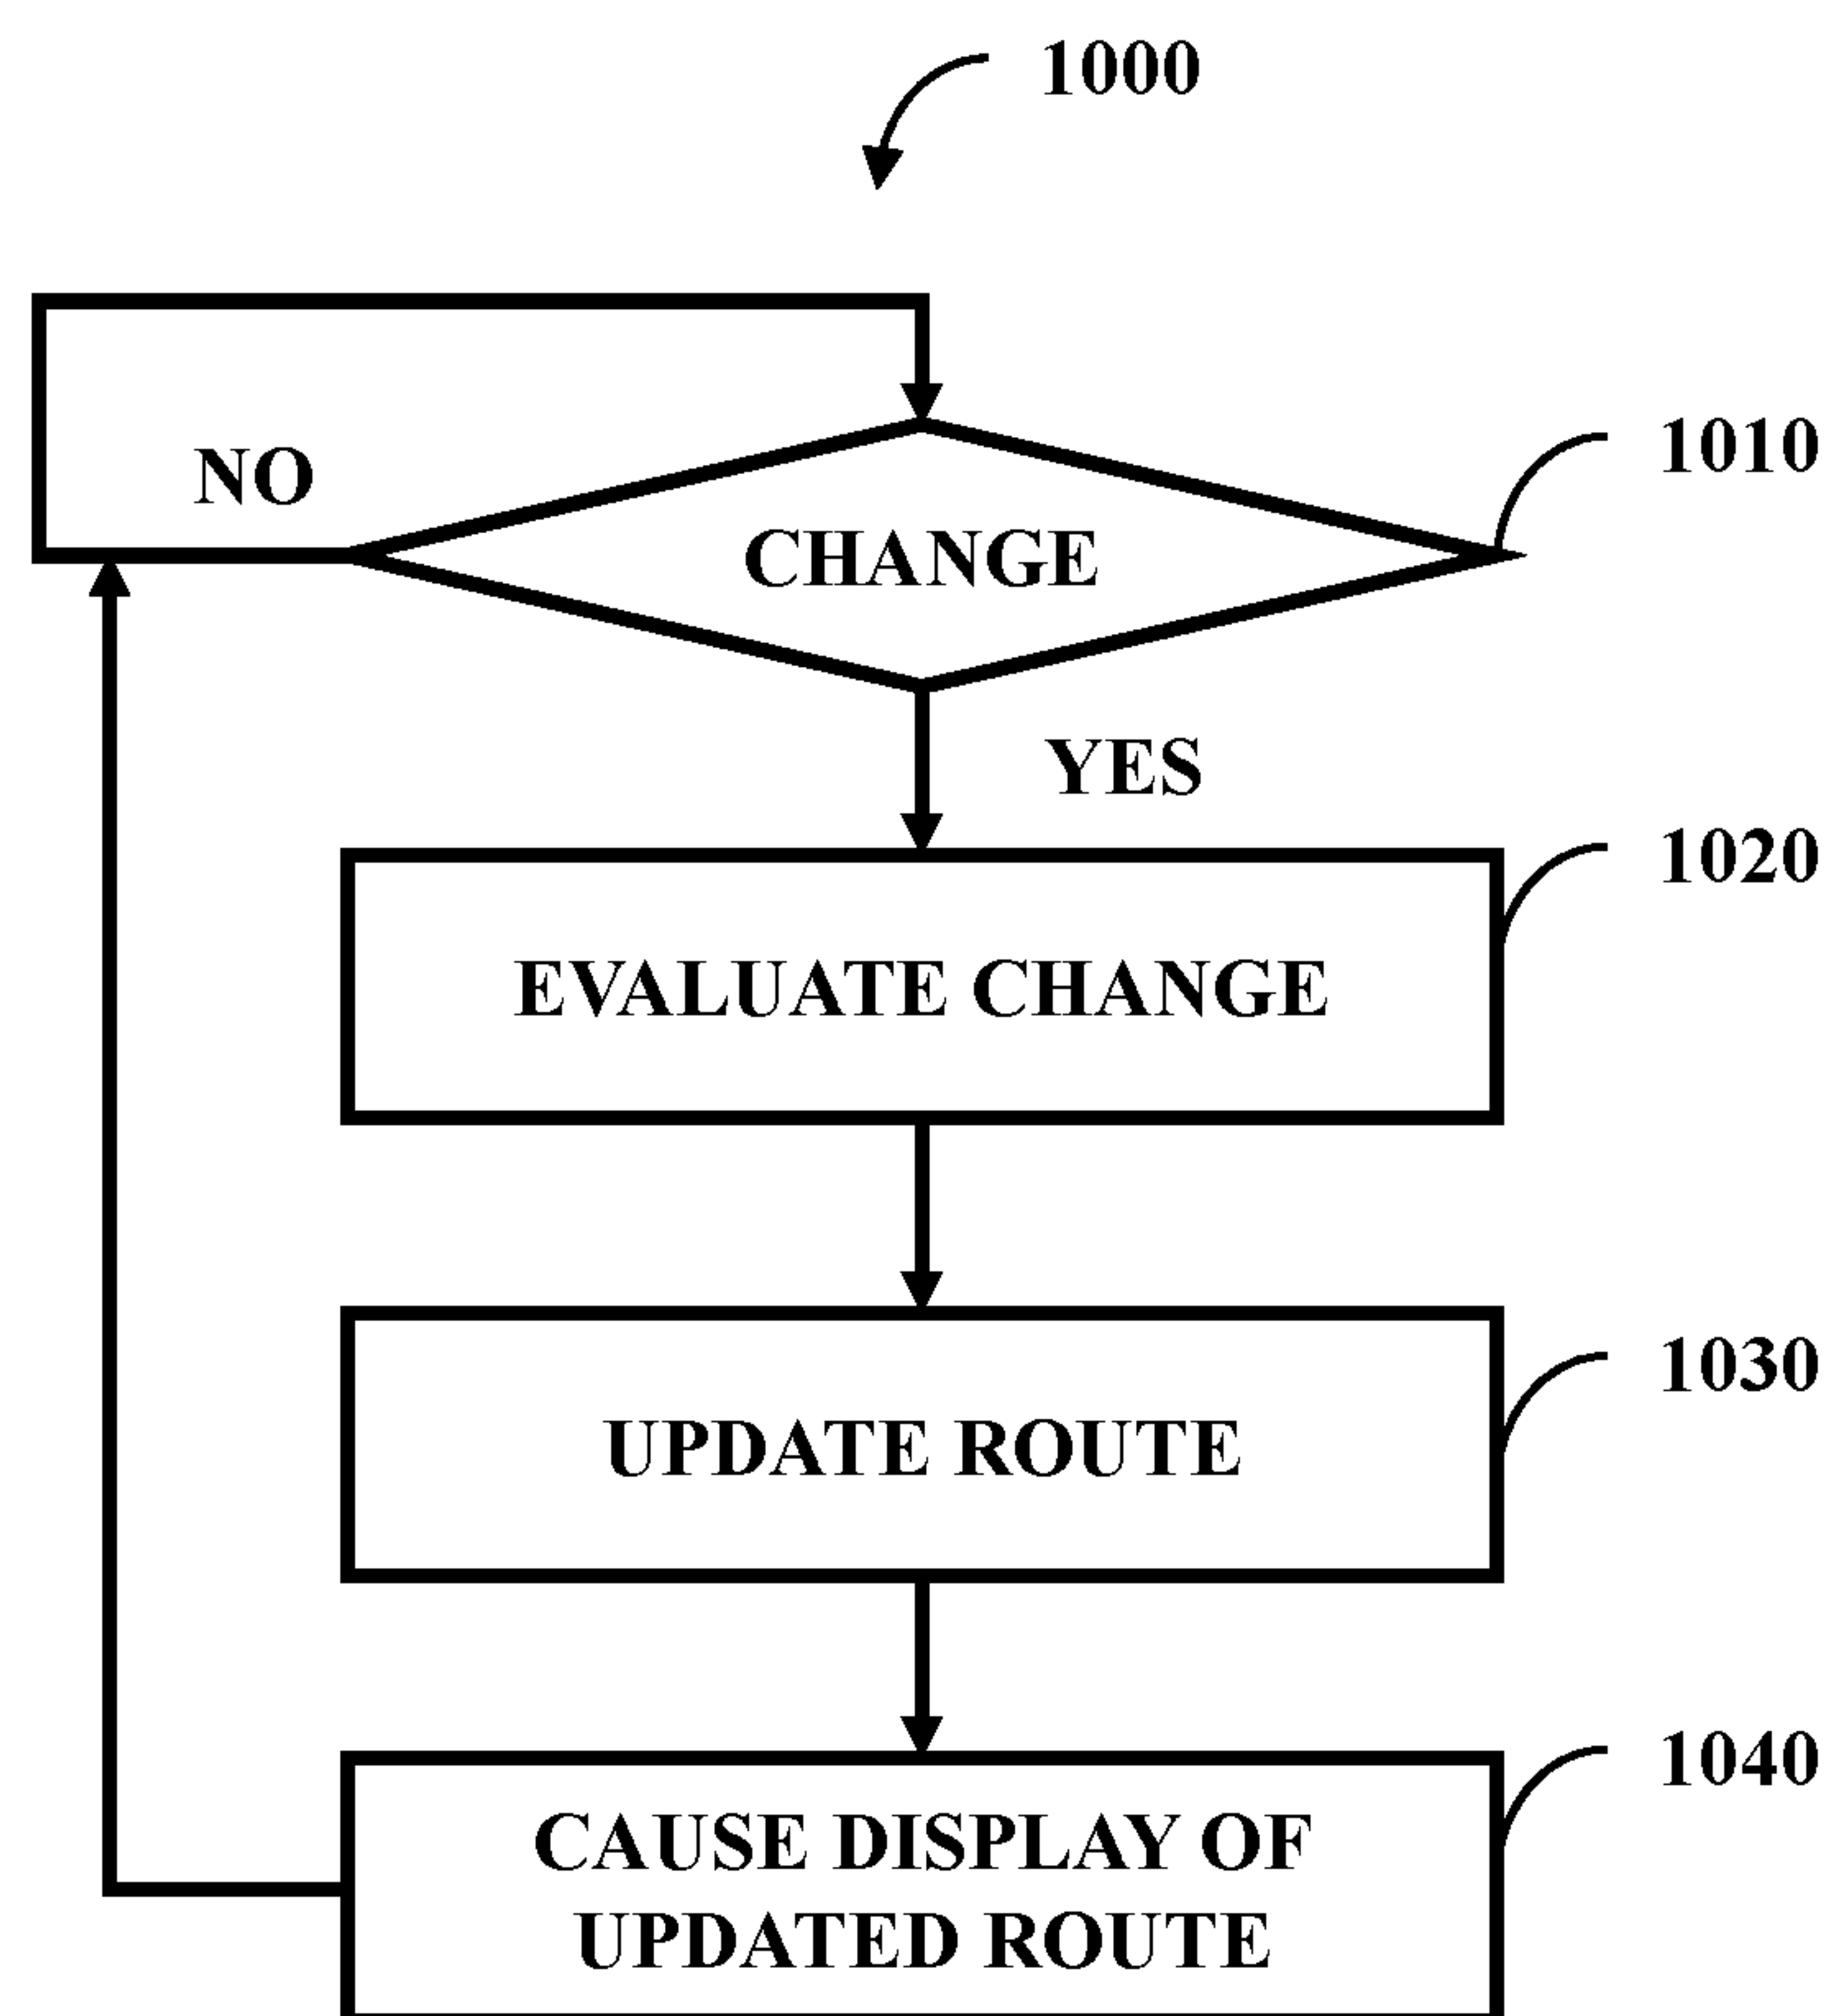 1000
1010
NO
CHANGE
YES
1020
EVALUATE CHANGE
1030
UPDATE ROUTE
1040
CAUSE DISPLAY OF
UPDATED ROUTE